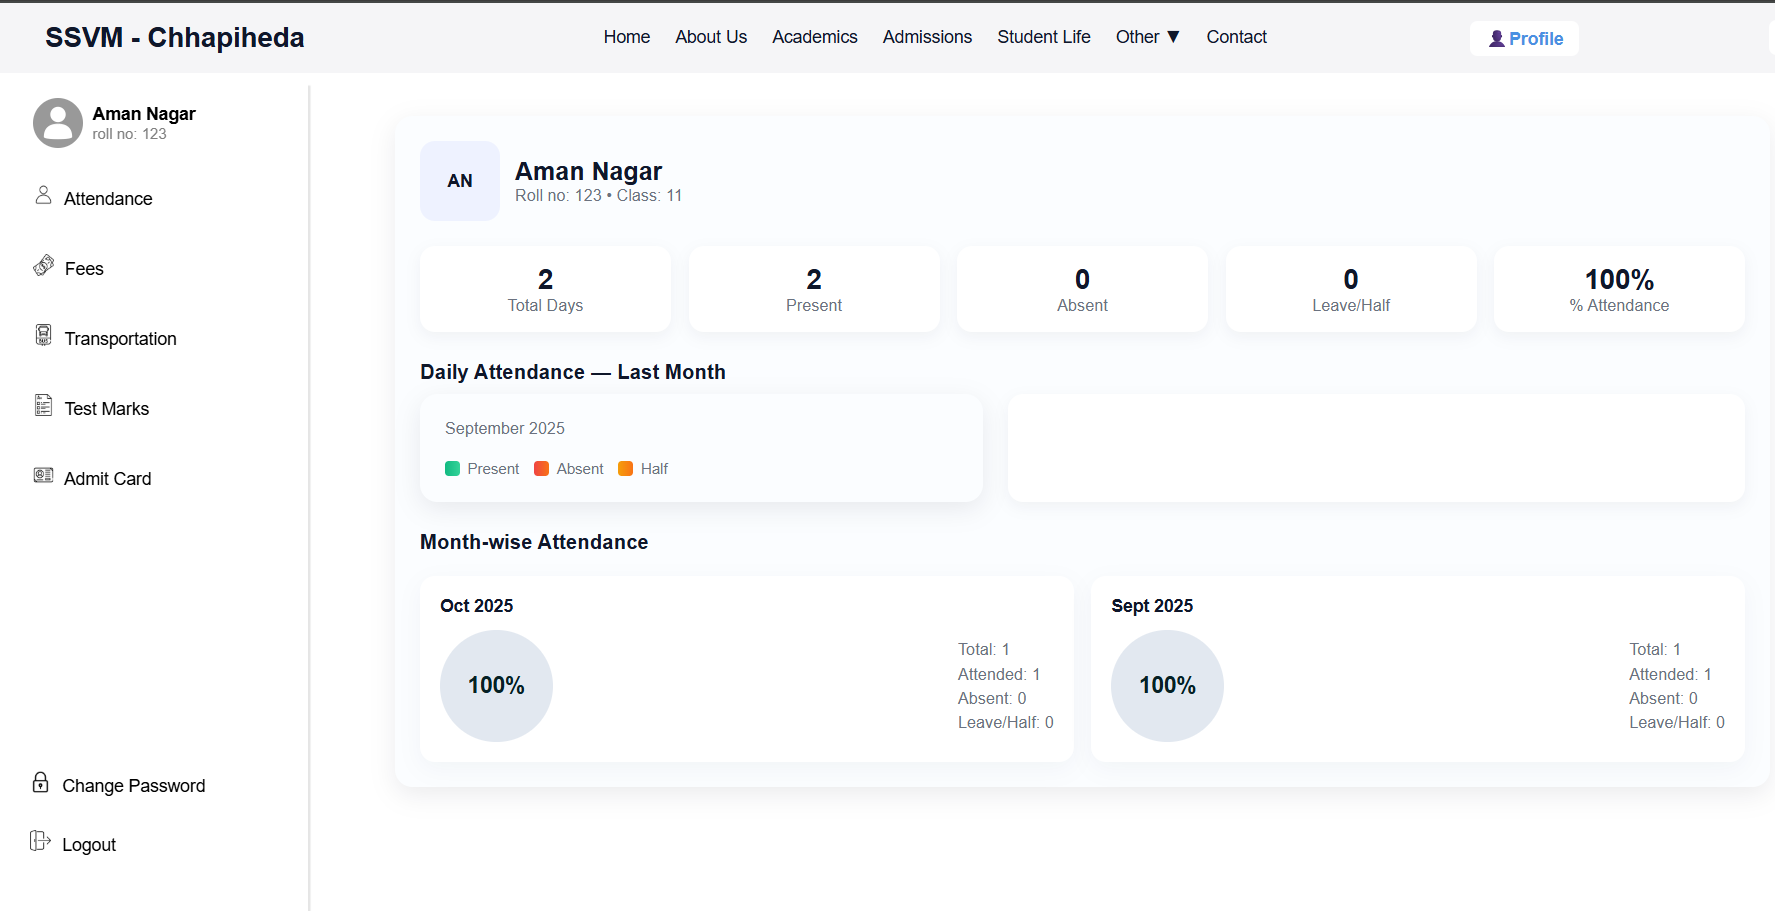 SSVM - Chhapiheda
Home About Us Academics Admissions Student Life Other ▼ Contact
Profile
Aman Nagar
roll no: 123
Attendance
Fees
Transportation
Test Marks
Admit Card
Change Password
Logout
AN
Aman Nagar
Roll no: 123 • Class: 11
2
Total Days
2
Present
0
Absent
0
Leave/Half
100%
% Attendance
Daily Attendance — Last Month
September 2025
Present Absent Half
Month-wise Attendance
Oct 2025
100%
Total: 1
Attended: 1
Absent: 0
Leave/Half: 0
Sept 2025
100%
Total: 1
Attended: 1
Absent: 0
Leave/Half: 0